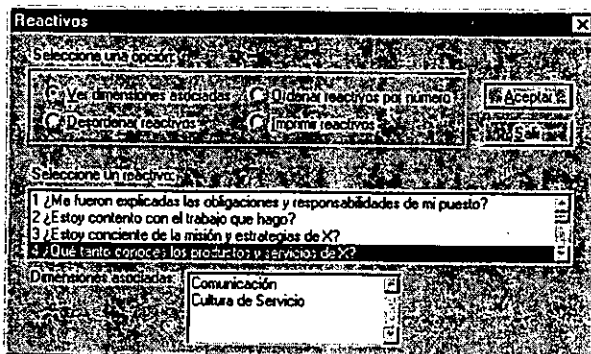 Reactivos
Seleccione una opción:
Ver dimensiones asociadas
Ordenar reactivos por número
Aceptar
Desordenar reactivos
Imprimir reactivos
Salir
Seleccione un reactivo:
1 ¿Me fueron explicadas las obligaciones y responsabilidades de mi puesto?
2 ¿Estoy contento con el trabajo que hago?
3 ¿Estoy conciente de la misión y estrategias de X?
4 ¿Qué tanto conoces los productos y servicios de X?
Dimensiones asociadas:
Comunicación
Cultura de Servicio